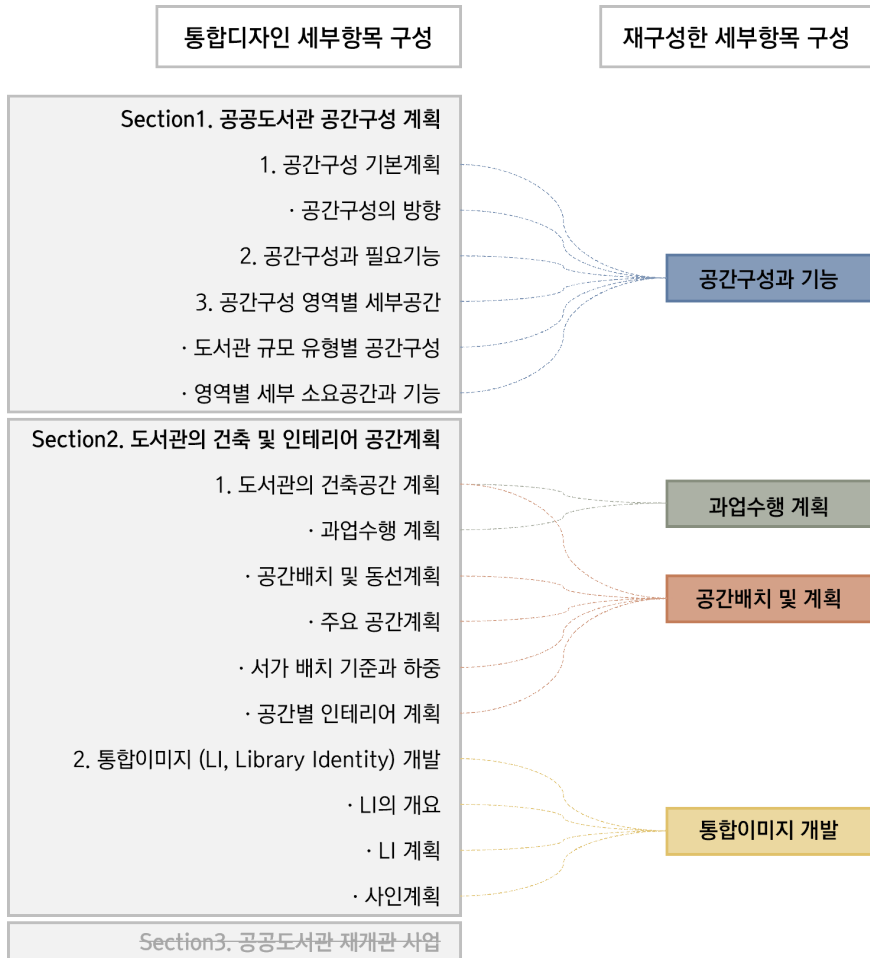 통합디자인 세부항목 구성
재구성한 세부항목 구성
Section1. 공공도서관 공간구성 계획
1. 공간구성 기본계획
· 공간구성의 방향
2. 공간구성과 필요기능
3. 공간구성 영역별 세부공간
· 도서관 규모 유형별 공간구성
· 영역별 세부 소요공간과 기능
공간구성과 기능
Section2. 도서관의 건축 및 인테리어 공간계획
1. 도서관의 건축공간 계획
· 과업수행 계획
· 공간배치 및 동선계획
· 주요 공간계획
· 서가 배치 기준과 하중
· 공간별 인테리어 계획
2. 통합이미지 (LI, Library Identity) 개발
· LI의 개요
· LI 계획
· 사인계획
과업수행 계획
공간배치 및 계획
통합이미지 개발
Section3. 공공도서관 재개관 사업